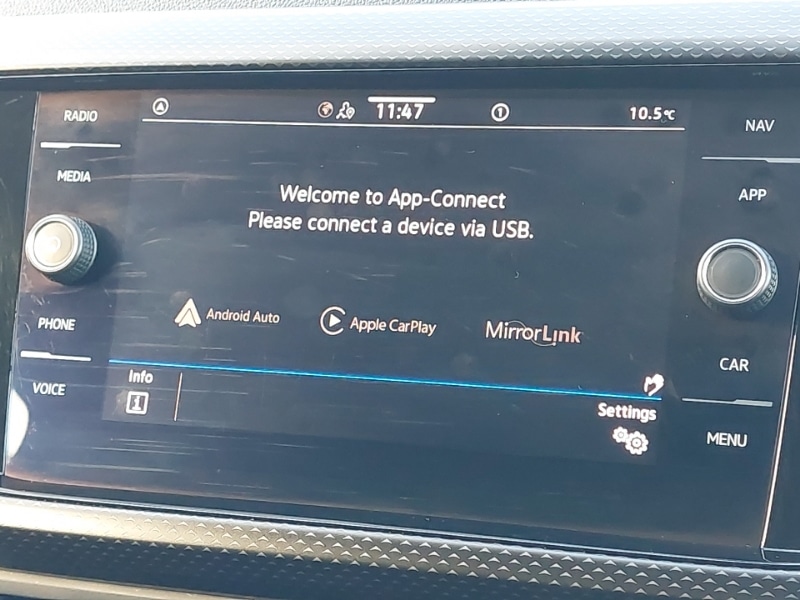 RADIO
MEDIA
PHONE
VOICE
A
11:47
1
10.5°C
Welcome to App-Connect
Please connect a device via USB.
Android Auto
Apple CarPlay
MirrorLink
Info
i
Settings
NAV
APP
CAR
MENU